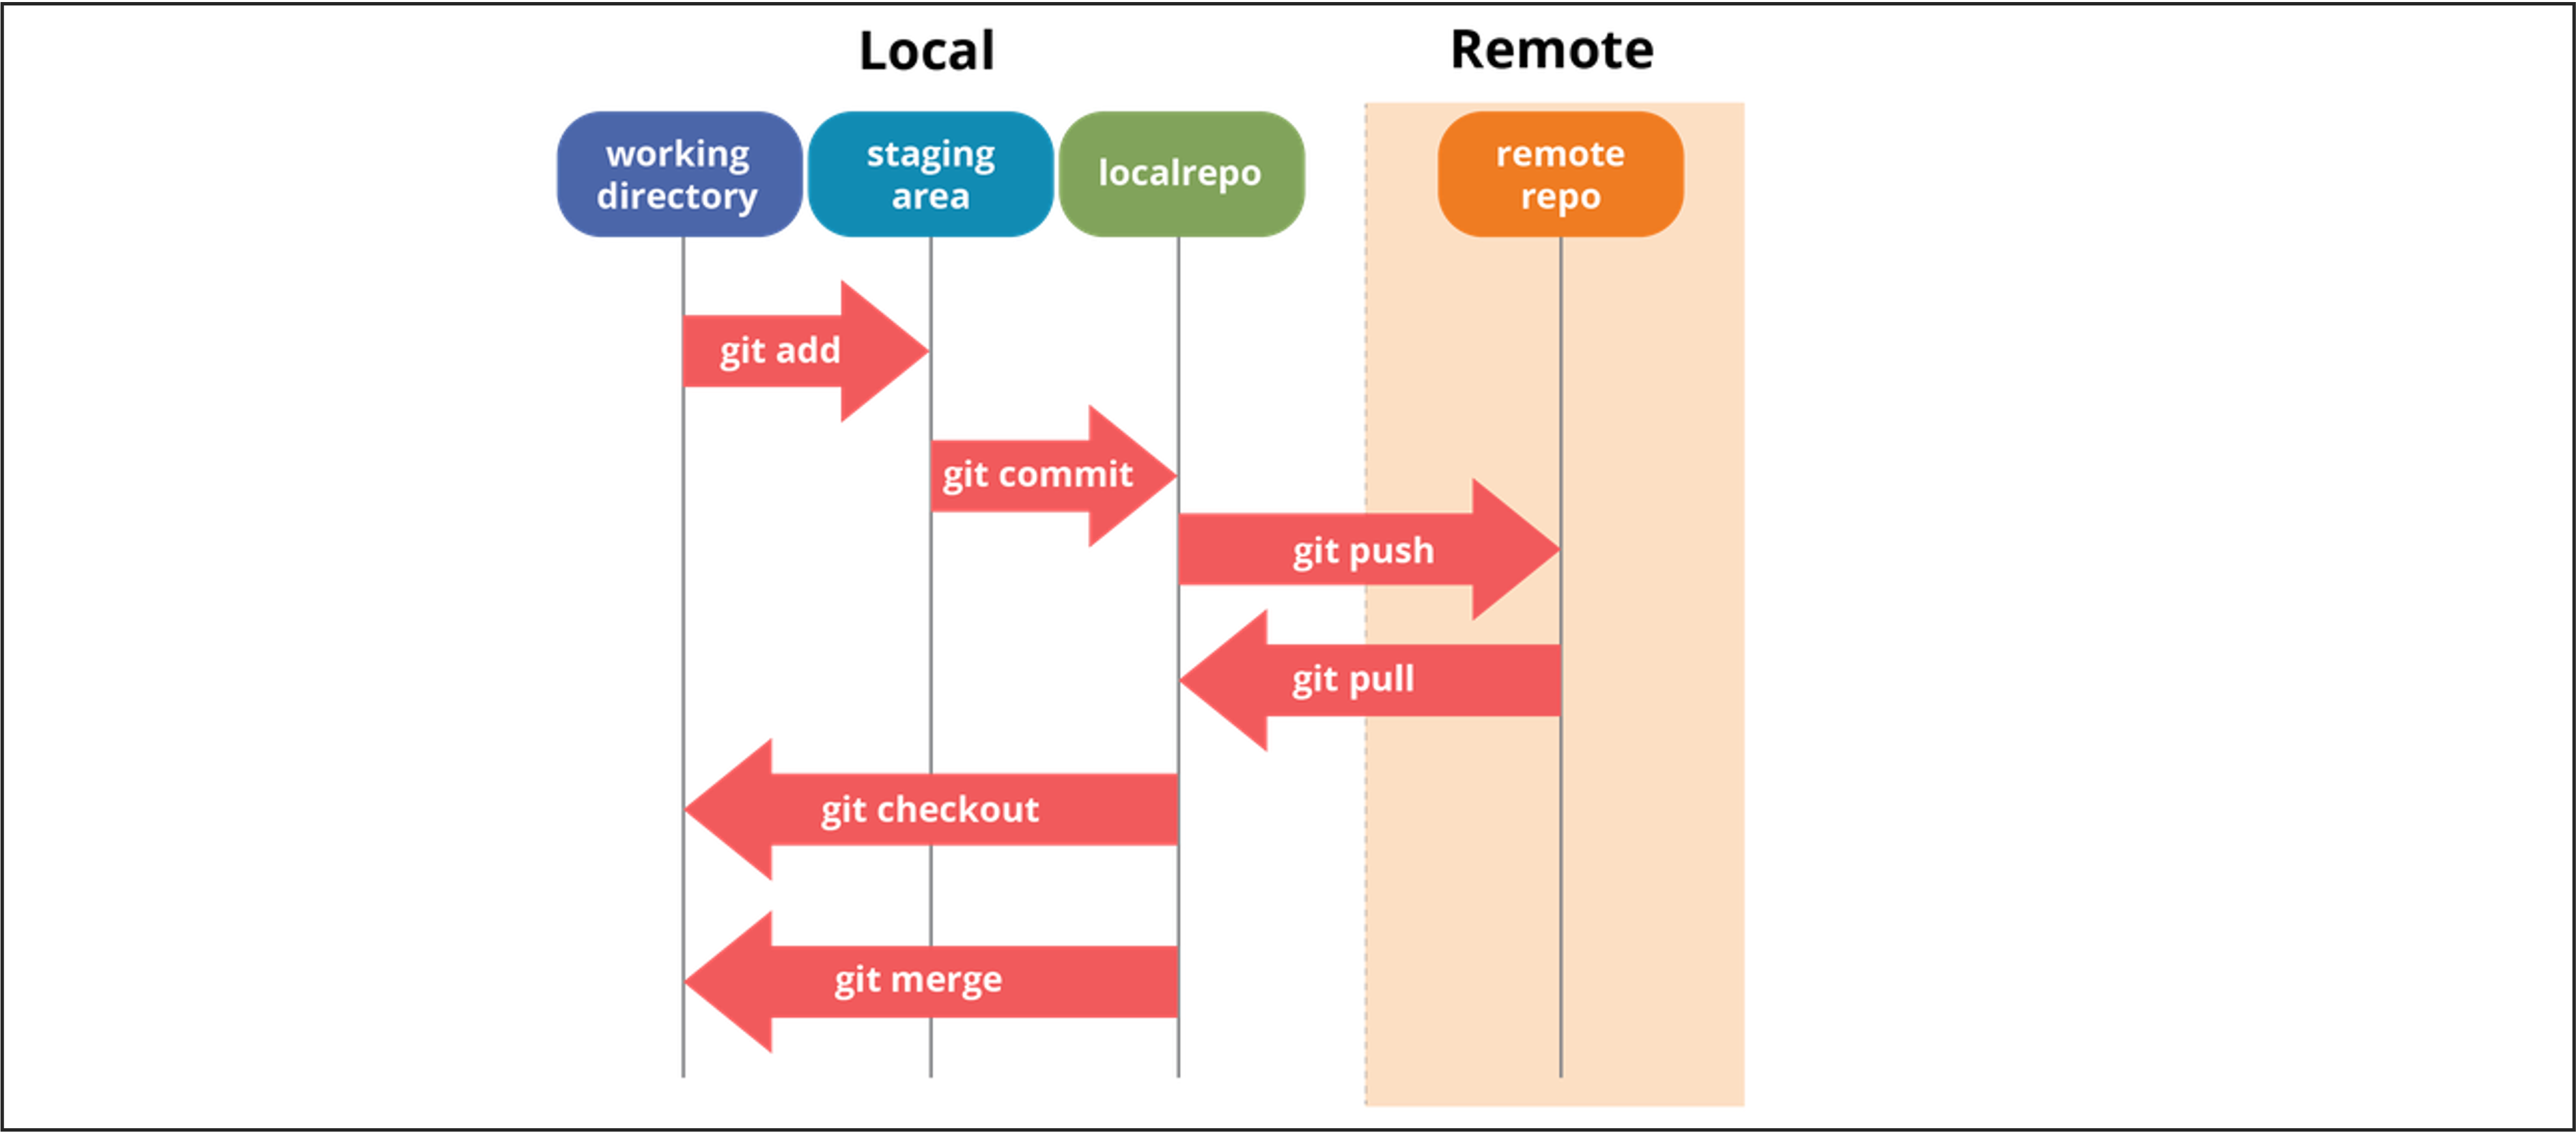 Local
Remote
working
directory
staging
area
localrepo
remote
repo
git add
git commit
git push
git pull
git checkout
git merge